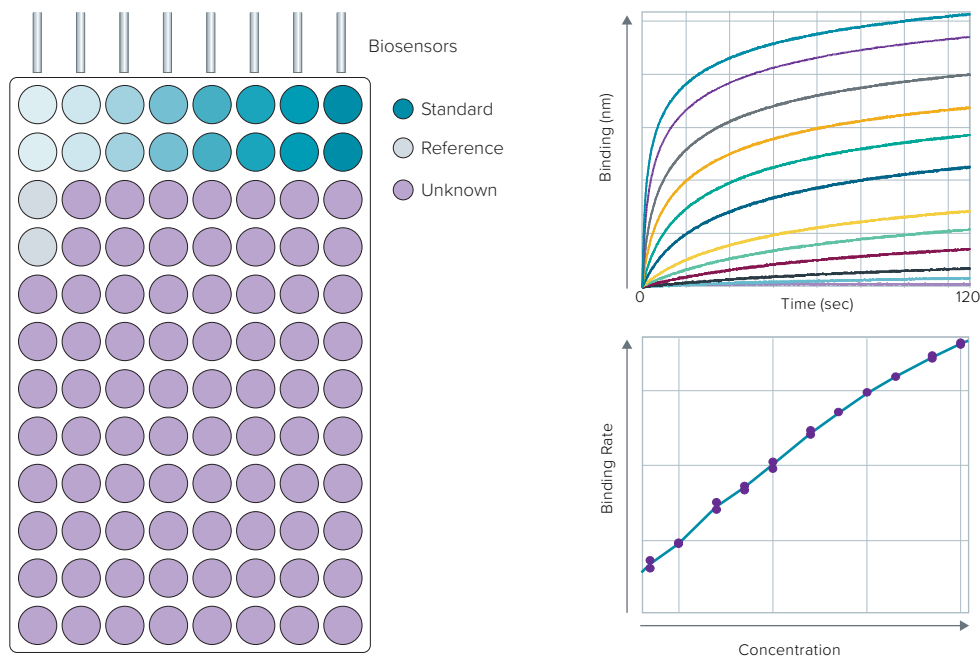 Biosensors
Standard
Reference
Unknown
Binding (nm)
0
Time (sec)
120
Binding Rate
Concentration